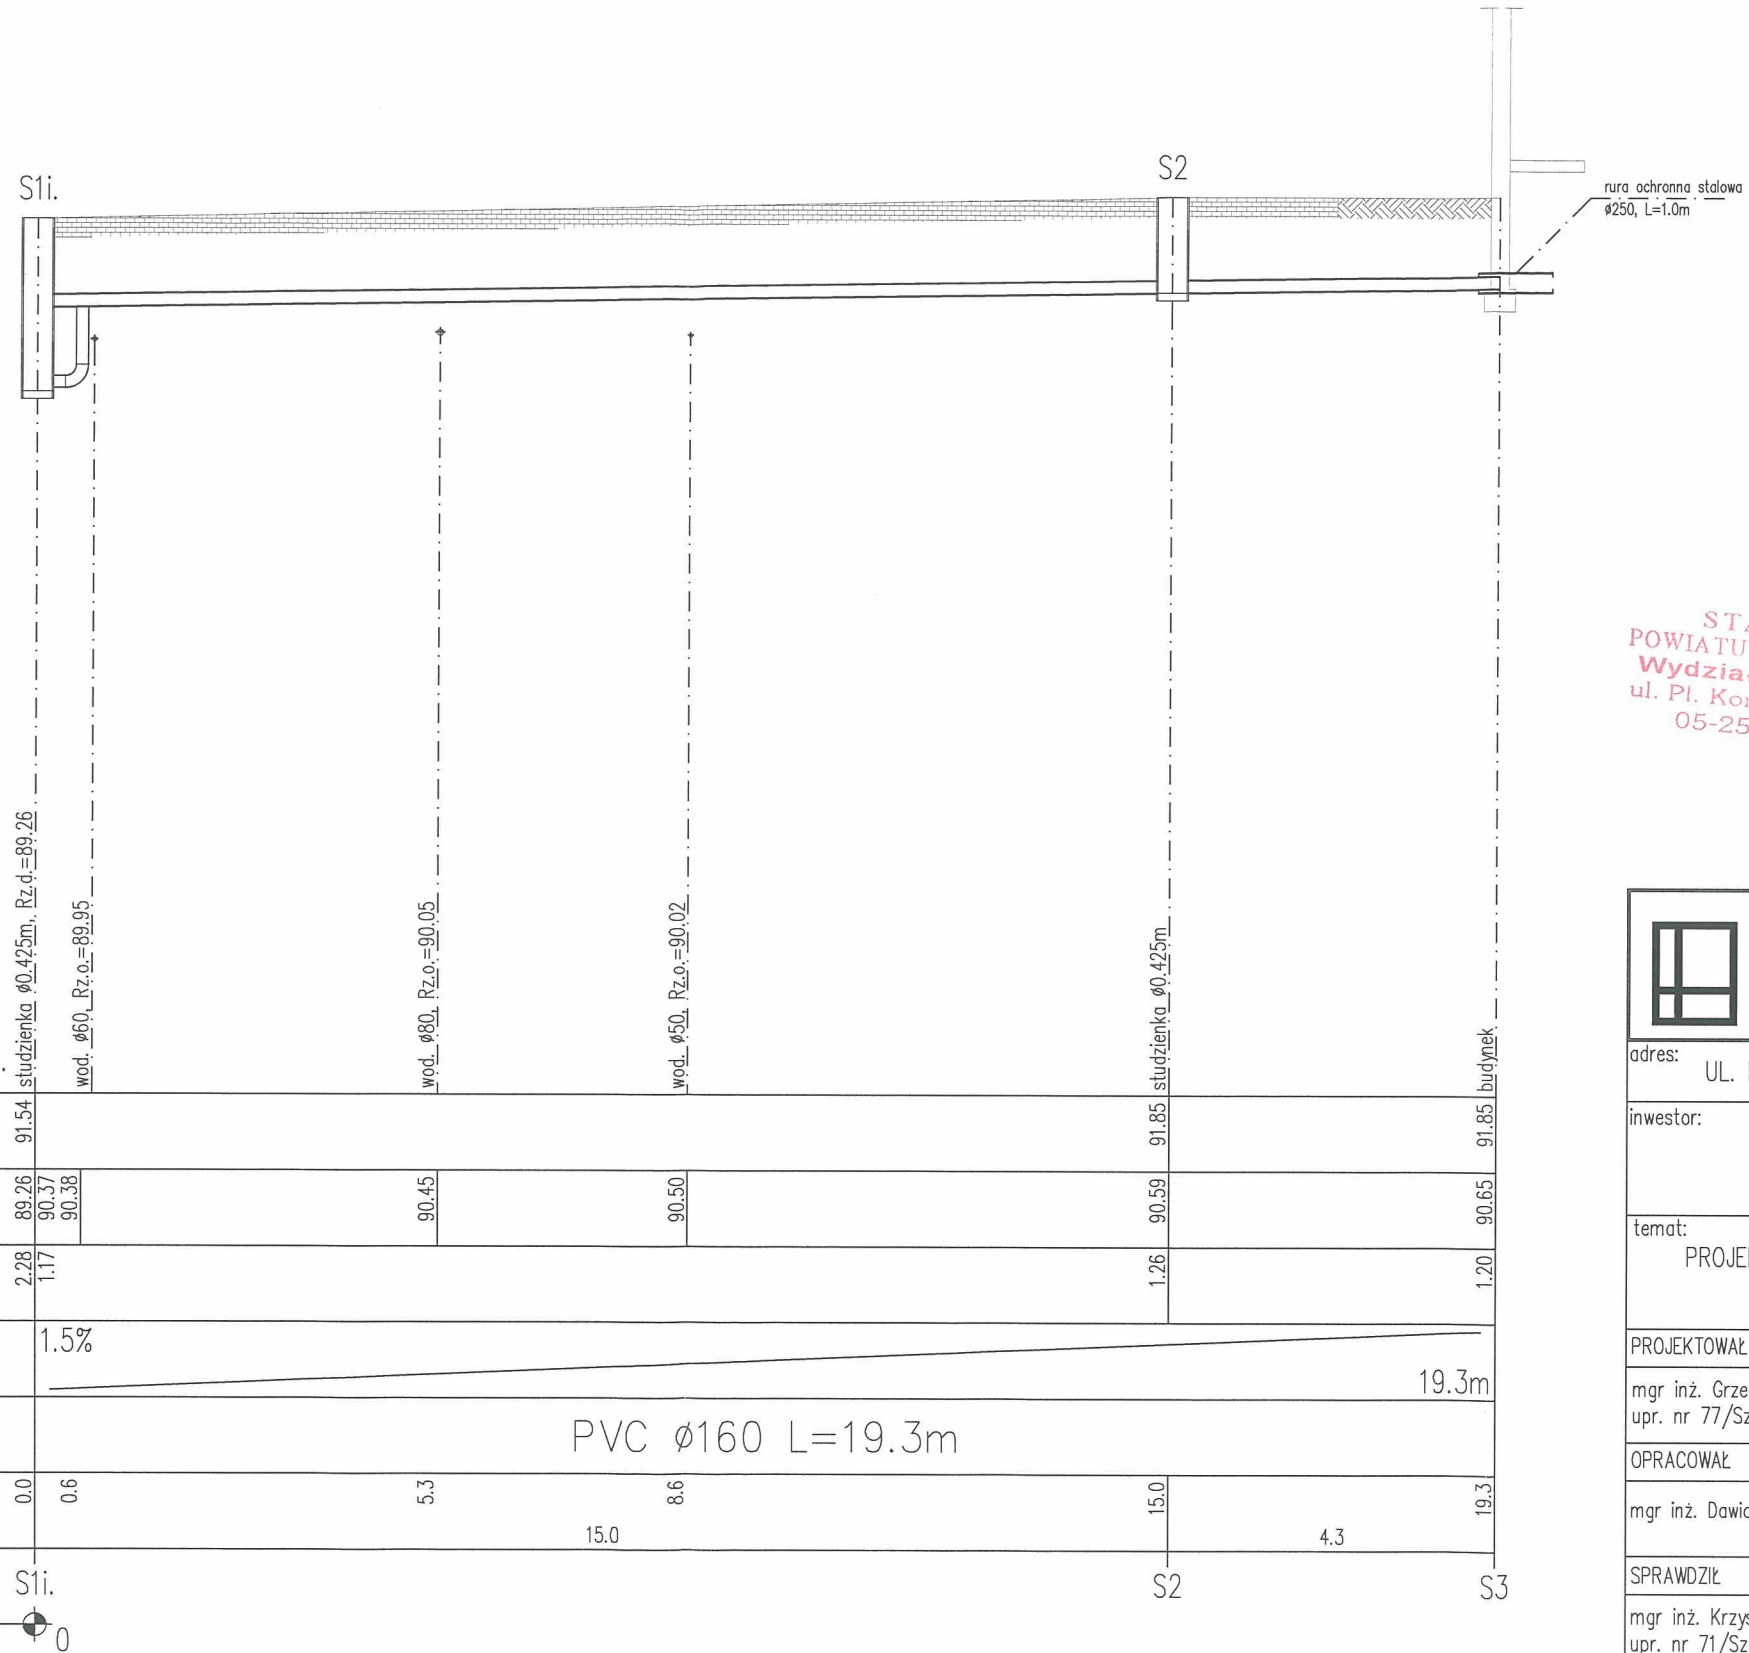 S1i.
S2
rura ochronna stalowa
ø250, L=1.0m
STA
POWIATU
Wydział
ul. Pl. Kor
05-25
studzienka ø0.425m, Rz.d.=89.26
wod. ø60, Rz.o.=89.95
wod. ø80, Rz.o.=90.05
wod. ø50, Rz.o.=90.02
studzienka ø0.425m
budynek
91.54
91.85
91.85
89.26
90.37
90.38
90.45
90.50
90.59
90.65
2.28
1.17
1.26
1.20
1.5%
19.3m
PVC ø160 L=19.3m
0.0
0.6
5.3
8.6
15.0
19.3
15.0
4.3
S1i.
S2
S3
0
adres:
UL.
inwestor:
temat:
PROJE
PROJEKTOWAŁ
mgr inż. Grze
upr. nr 77/Sz
OPRACOWAŁ
mgr inż. Dawid
SPRAWDZIŁ
mgr inż. Krzys
upr. nr 71/Sz